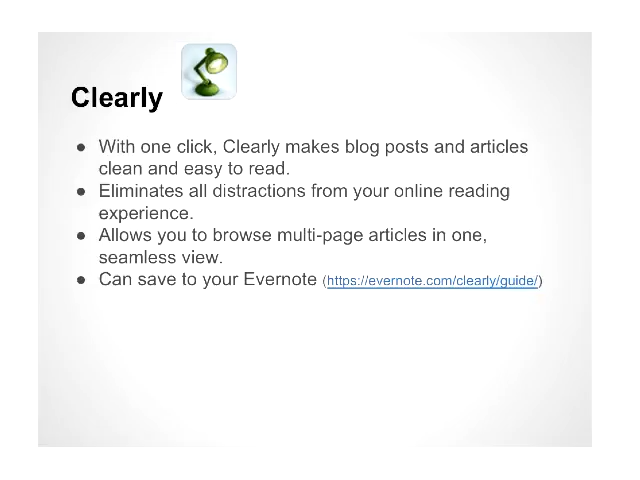 Clearly
● With one click, Clearly makes blog posts and articles
clean and easy to read.
● Eliminates all distractions from your online reading
experience.
● Allows you to browse multi-page articles in one,
seamless view.
● Can save to your Evernote (https://evernote.com/clearly/guide/)